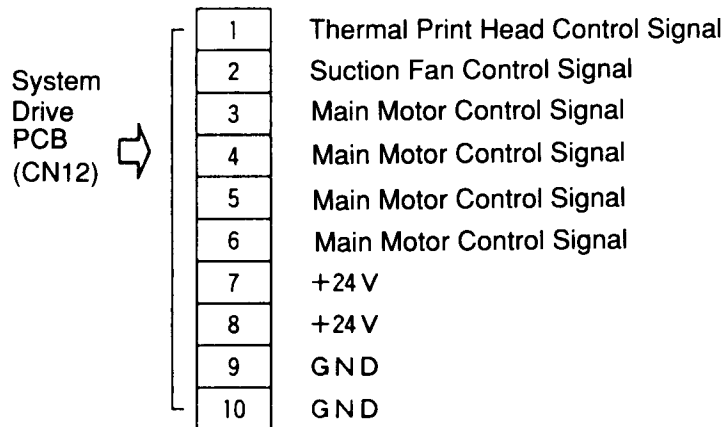 System
Drive
PCB
(CN12)
1 Thermal Print Head Control Signal
2 Suction Fan Control Signal
3 Main Motor Control Signal
4 Main Motor Control Signal
5 Main Motor Control Signal
6 Main Motor Control Signal
7 +24 V
8 +24 V
9 GND
10 GND